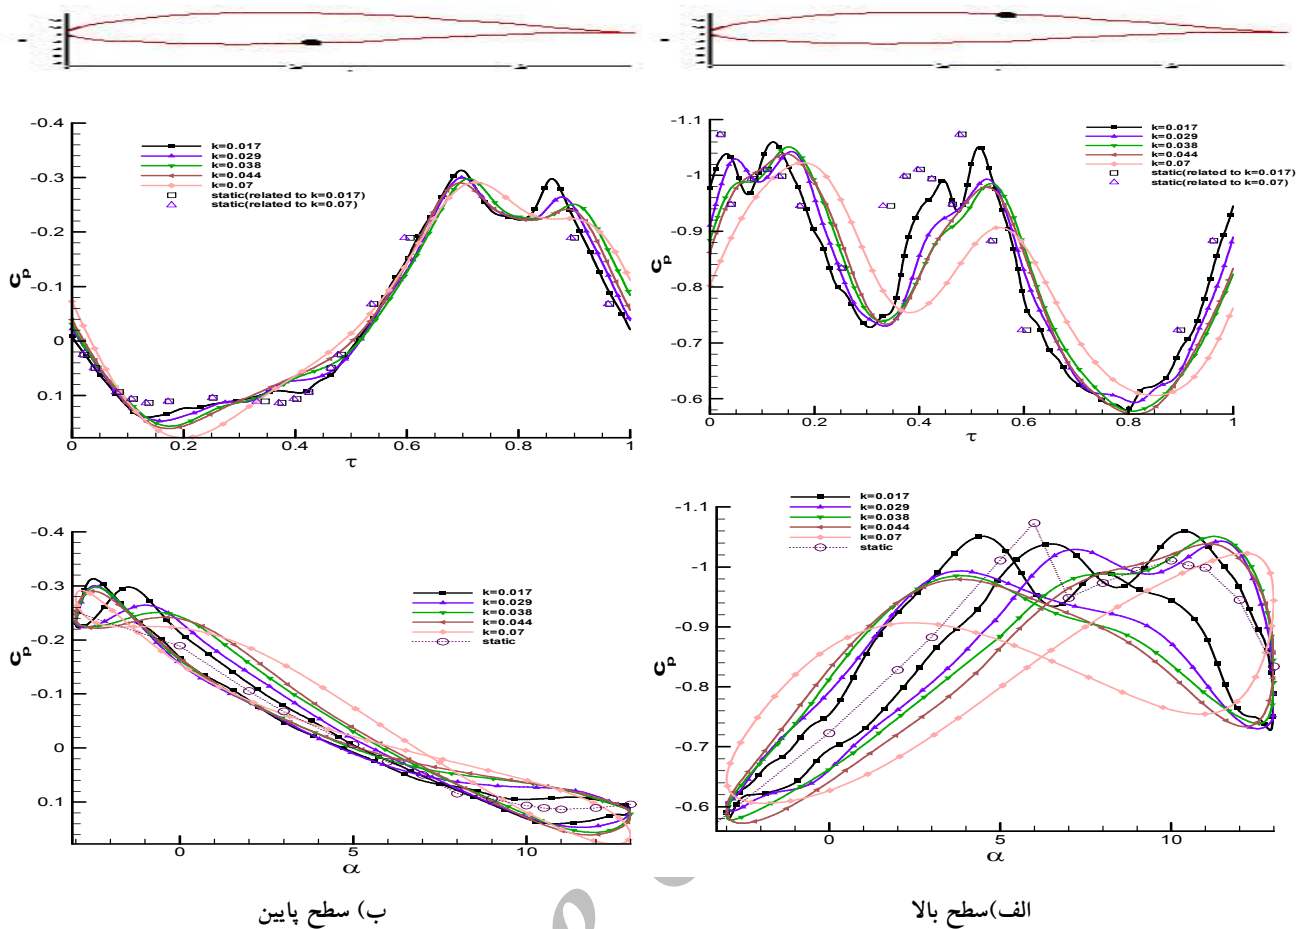 -0.4
-0.3
-0.2
-0.1
0
0.1
cp
k=0.017
k=0.029
k=0.038
k=0.044
k=0.07
static(related to k=0.017)
static(related to k=0.07)
0 0.2 0.4 0.6 0.8 1
τ
-1.1
-1
-0.9
-0.8
-0.7
-0.6
cp
k=0.017
k=0.029
k=0.038
k=0.044
k=0.07
static(related to k=0.017)
static(related to k=0.07)
0 0.2 0.4 0.6 0.8 1
τ
-0.4
-0.3
-0.2
-0.1
0
0.1
cp
k=0.017
k=0.029
k=0.038
k=0.044
k=0.07
static
0 5 10
α
-1.1
-1
-0.9
-0.8
-0.7
-0.6
cp
k=0.017
k=0.029
k=0.038
k=0.044
k=0.07
static
0 5 10
α
الف)سطح بالا
ب) سطح پایین